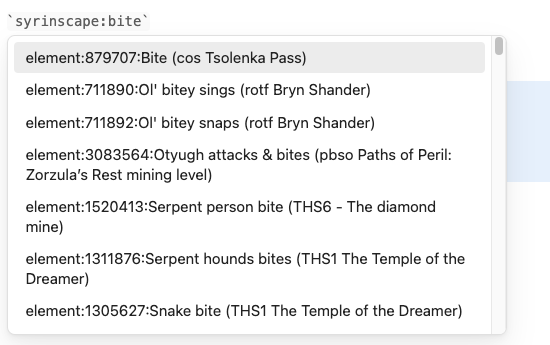 `syrinscape:bite`
element:879707:Bite (cos Tsolenka Pass)
element:711890:Ol' bitey sings (rotf Bryn Shander)
element:711892:Ol' bitey snaps (rotf Bryn Shander)
element:3083564:Otyugh attacks & bites (pbso Paths of Peril:
Zorzula’s Rest mining level)
element:1520413:Serpent person bite (THS6 - The diamond
mine)
element:1311876:Serpent hounds bites (THS1 The Temple of the
Dreamer)
element:1305627:Snake bite (THS1 The Temple of the Dreamer)